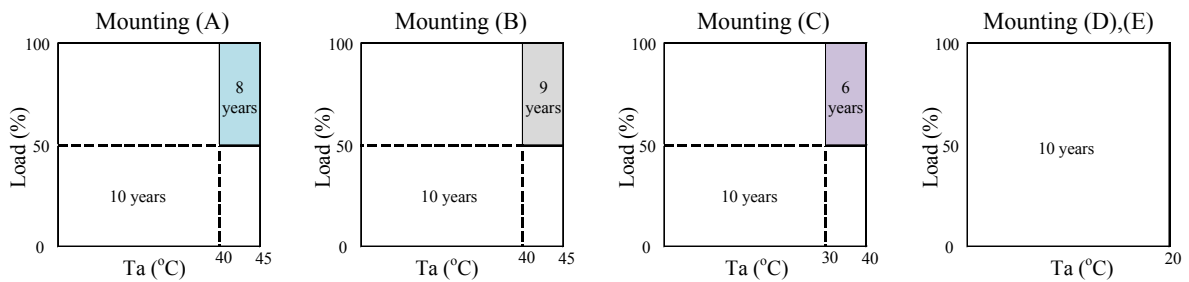 Mounting (A)
100
8
years
50
10 years
0
40
45
Load (%)
Ta (°C)
Mounting (B)
100
9
years
50
10 years
0
40
45
Load (%)
Ta (°C)
Mounting (C)
100
6
years
50
10 years
0
30
40
Load (%)
Ta (°C)
Mounting (D),(E)
100
50
10 years
0
20
Load (%)
Ta (°C)